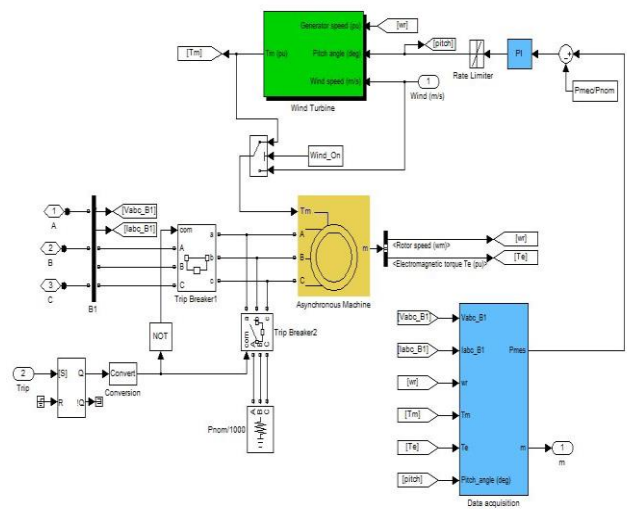 Generator speed (pu)
[wr]
[Tm]
Tm (pu)
Pitch angle (deg)
[pitch]
Wind speed (m/s)
1
Wind (m/s)
Wind Turbine
Rate Limiter
PI
Pmec/Pnom
Wind_On
1
A
2
B
3
C
B1
[Vabc_B1]
[Iabc_B1]
com
A
B
C
a
b
c
Trip Breaker1
Tm
A
B
C
m
Asynchronous Machine
<Rotor speed (wm)>
[wr]
<Electromagnetic torque Te (pu)>
[Te]
NOT
com
a
b
c
A
B
C
Trip Breaker2
2
Trip
[S]
R
Q
!Q
Convert
Conversion
A
B
C
Pnom/1000
[Vabc_B1]
Vabc_B1
[Iabc_B1]
Iabc_B1
Pmes
[wr]
wr
[Tm]
Tm
[Te]
Te
m
1
m
[pitch]
Pitch_angle (deg)
Data acquisition